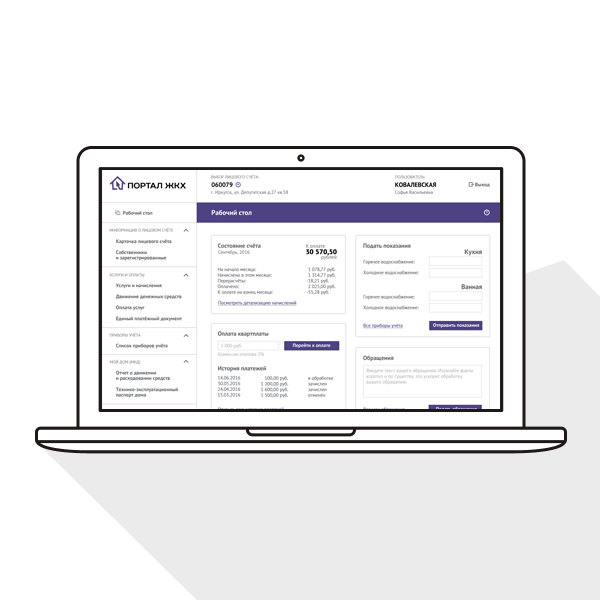 ПОРТАЛ ЖКХ
ВЫБОР ЛИЦЕВОГО СЧЁТА:
060079
г. Иркутск, ул. Депутатская д.27 кв.58
ПОЛЬЗОВАТЕЛЬ:
КОВАЛЕВСКАЯ
Софья Васильевна
Выход
Рабочий стол
ИНФОРМАЦИЯ О ЛИЦЕВОМ СЧЁТЕ
Карточка лицевого счёта
Собственники
и зарегистрированные
УСЛУГИ И ОПЛАТЫ
Услуги и начисления
Движение денежных средств
Оплата услуг
Единый платёжный документ
ПРИБОРЫ УЧЁТА
Список приборов учёта
МОЙ ДОМ (МКД)
Отчет о движении
и расходовании средств
Технико-эксплуатационный
паспорт дома
Рабочий стол
Состояние счёта
Сентябрь, 2016
К оплате
30 570,50
рублей
На начало месяца: 1 078,77 руб.
Начислено в этом месяце: 1 314,77 руб.
Перерасчёты: -18,21 руб.
Оплачено: 2 025,00 руб.
К оплате на конец месяца: -55,28 руб.
Посмотреть детализацию начислений
Оплата квартплаты
1 000 руб
Перейти к оплате
Комиссия платежа 3%
История платежей
14.06.2016 100,00 руб. в обработке
30.05.2016 1 200,00 руб. зачислен
24.04.2016 1 600,00 руб. зачислен
15.03.2016 1 500,00 руб. отменён
Подать показания
Кухня
Горячее водоснабжение:
Холодное водоснабжение:
Ванная
Горячее водоснабжение:
Холодное водоснабжение:
Все приборы учёта
Отправить показания
Обращения
Введите текст вашего обращения. Излагайте факты
коротко и по существу, это ускорит обработку
вашего обращения.